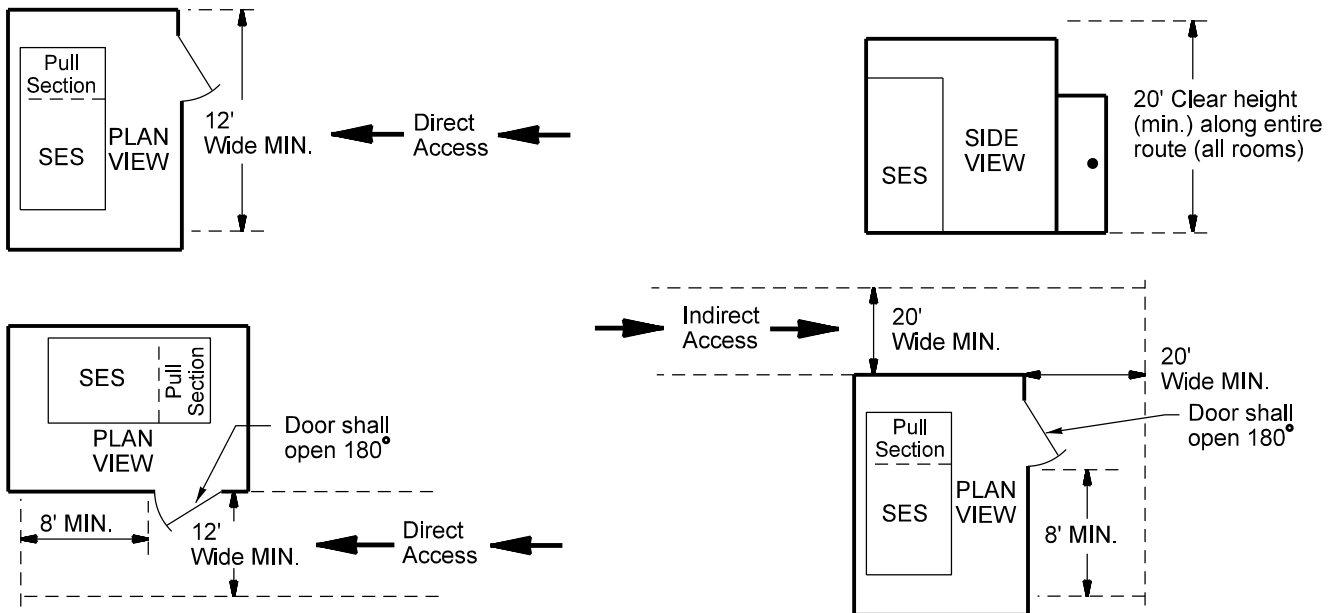 Pull
Section
SES
PLAN
VIEW
12'
Wide MIN.
Direct
Access
SES
SIDE
VIEW
20' Clear height
(min.) along entire
route (all rooms)
SES
Pull
Section
PLAN
VIEW
Door shall
open 180°
8' MIN.
12'
Wide MIN.
Direct
Access
Indirect
Access
20'
Wide MIN.
20'
Wide MIN.
Door shall
open 180°
Pull
Section
SES
PLAN
VIEW
8' MIN.